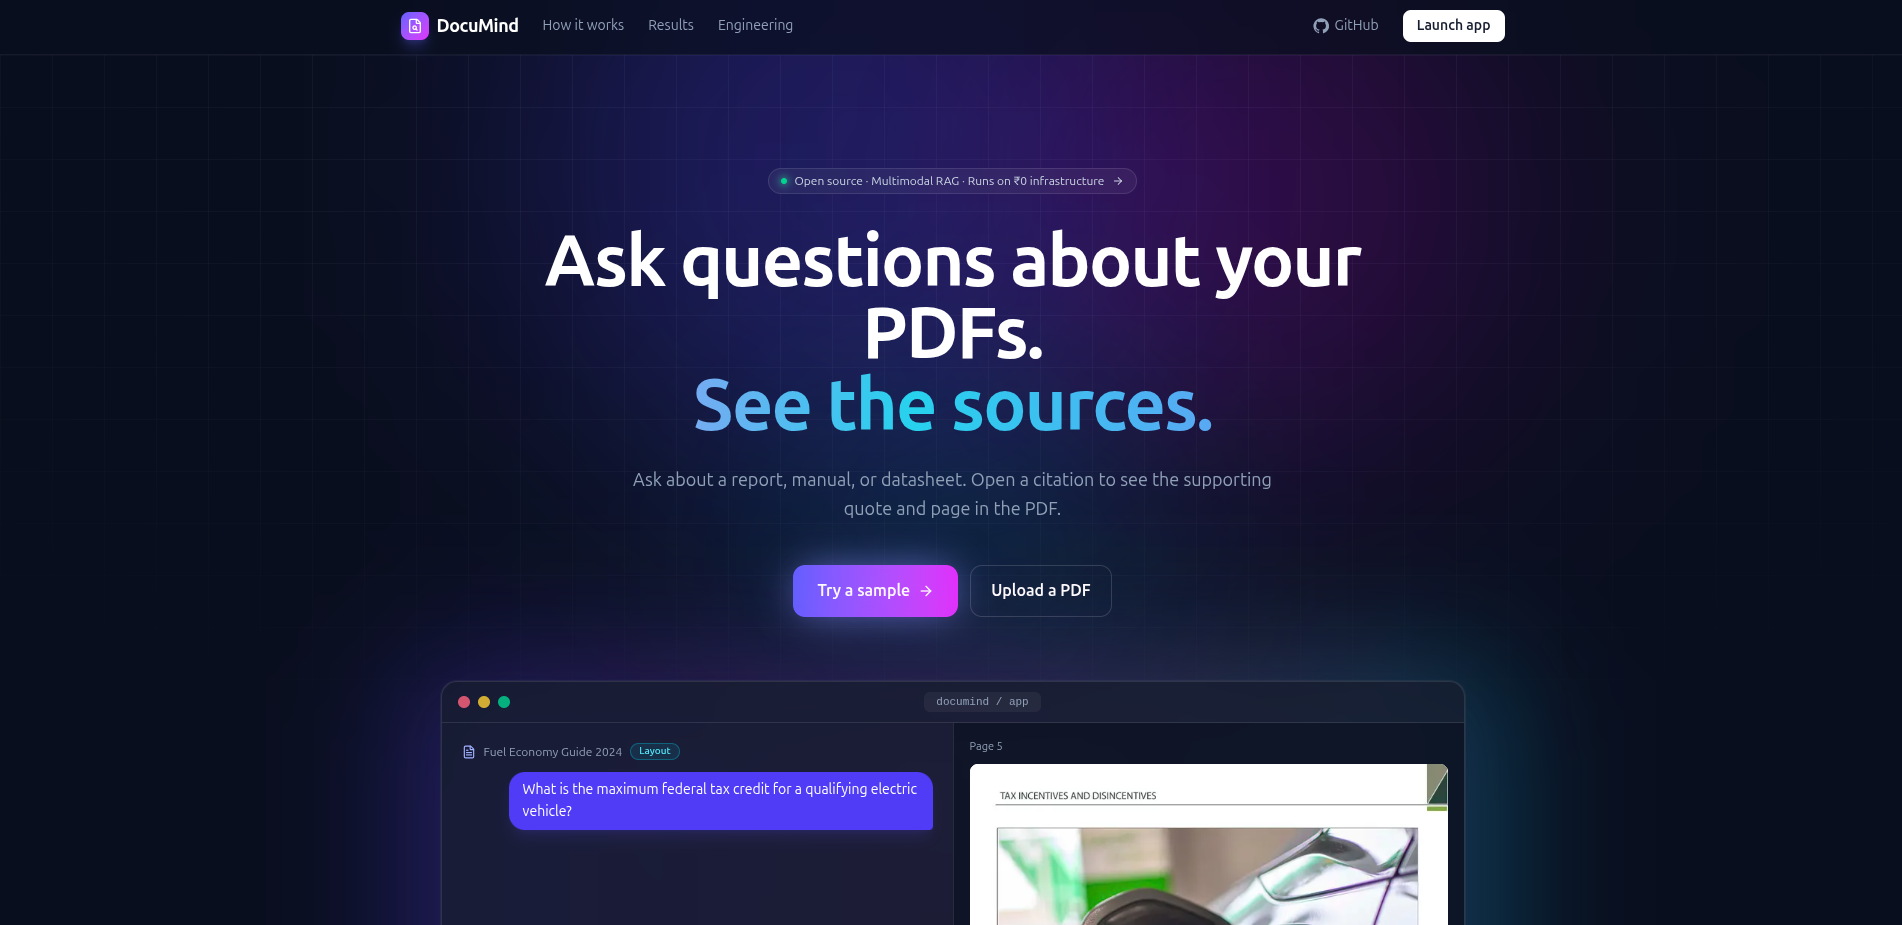 DocuMind How it works Results Engineering GitHub Launch app
Open source · Multimodal RAG · Runs on ₹0 infrastructure →
Ask questions about your
PDFs.
See the sources.
Ask about a report, manual, or datasheet. Open a citation to see the supporting
quote and page in the PDF.
Try a sample → Upload a PDF
documind / app
Fuel Economy Guide 2024 Layout
What is the maximum federal tax credit for a qualifying electric
vehicle?
Page 5
TAX INCENTIVES AND DISINCENTIVES